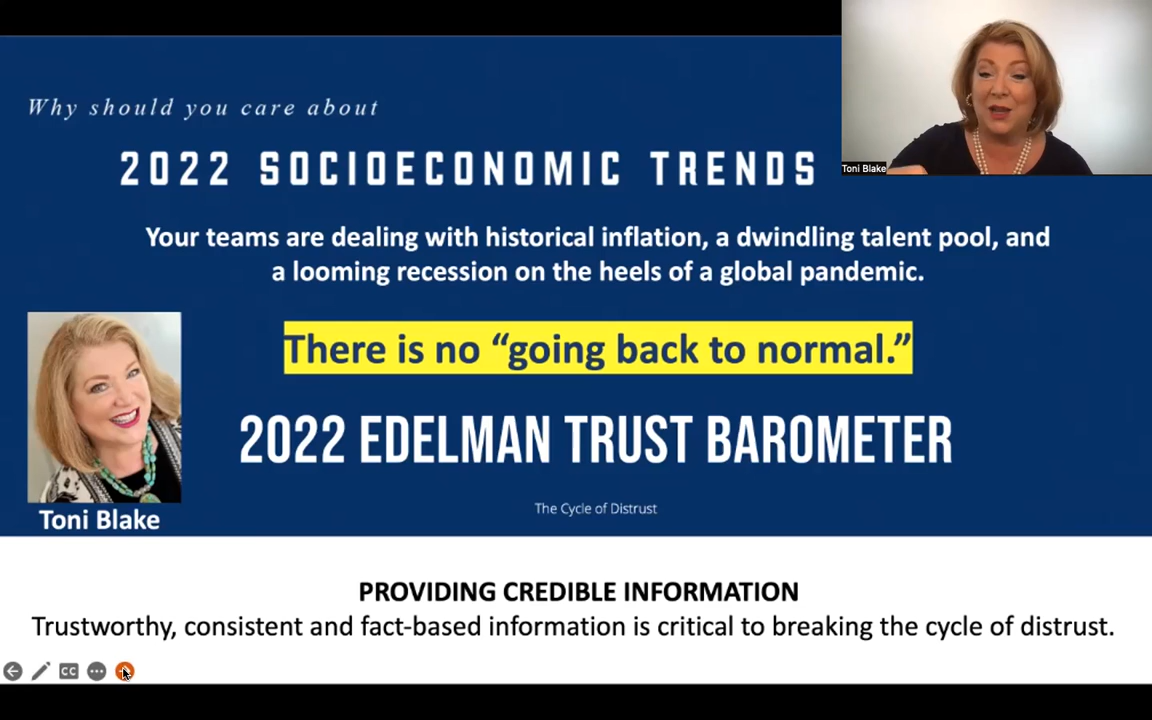 Why should you care about
2022 SOCIOECONOMIC TRENDS
Toni Blake
Your teams are dealing with historical inflation, a dwindling talent pool, and
a looming recession on the heels of a global pandemic.
There is no “going back to normal.”
2022 EDELMAN TRUST BAROMETER
The Cycle of Distrust
Toni Blake
PROVIDING CREDIBLE INFORMATION
Trustworthy, consistent and fact-based information is critical to breaking the cycle of distrust.
CC